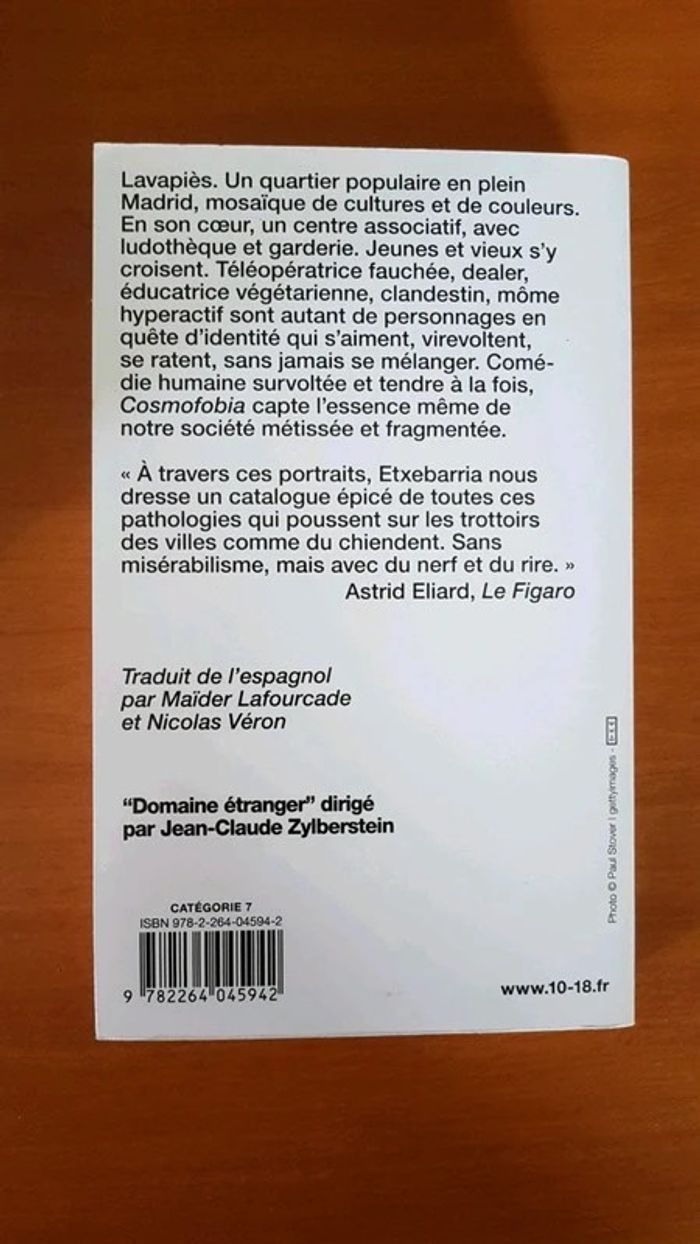 Lavapiès. Un quartier populaire en plein
Madrid, mosaïque de cultures et de couleurs.
En son cœur, un centre associatif, avec
ludothèque et garderie. Jeunes et vieux s'y
croisent. Téléopératrice fauchée, dealer,
éducatrice végétarienne, clandestin, môme
hyperactif sont autant de personnages en
quête d'identité qui s'aiment, virevoltent,
se ratent, sans jamais se mélanger. Comé-
die humaine survoltée et tendre à la fois,
Cosmofobia capte l'essence même de
notre société métissée et fragmentée.
« À travers ces portraits, Etxebarria nous
dresse un catalogue épicé de toutes ces
pathologies qui poussent sur les trottoirs
des villes comme du chiendent. Sans
misérabilisme, mais avec du nerf et du rire. »
Astrid Eliard, Le Figaro
Traduit de l'espagnol
par Maïder Lafourcade
et Nicolas Véron
"Domaine étranger" dirigé
par Jean-Claude Zylberstein
CATÉGORIE 7
ISBN 978-2-264-04594-2
9 782264 045942
www.10-18.fr
Photo © Paul Stover / gettyimages -